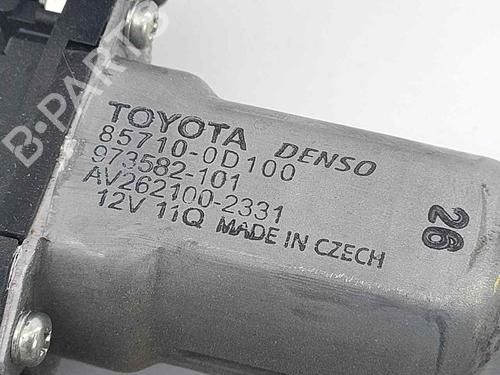 B-PARTS
TOYOTA DENSO
85710-0D100
973582-101
AV262100-2331
12V 11Q MADE IN CZECH
26